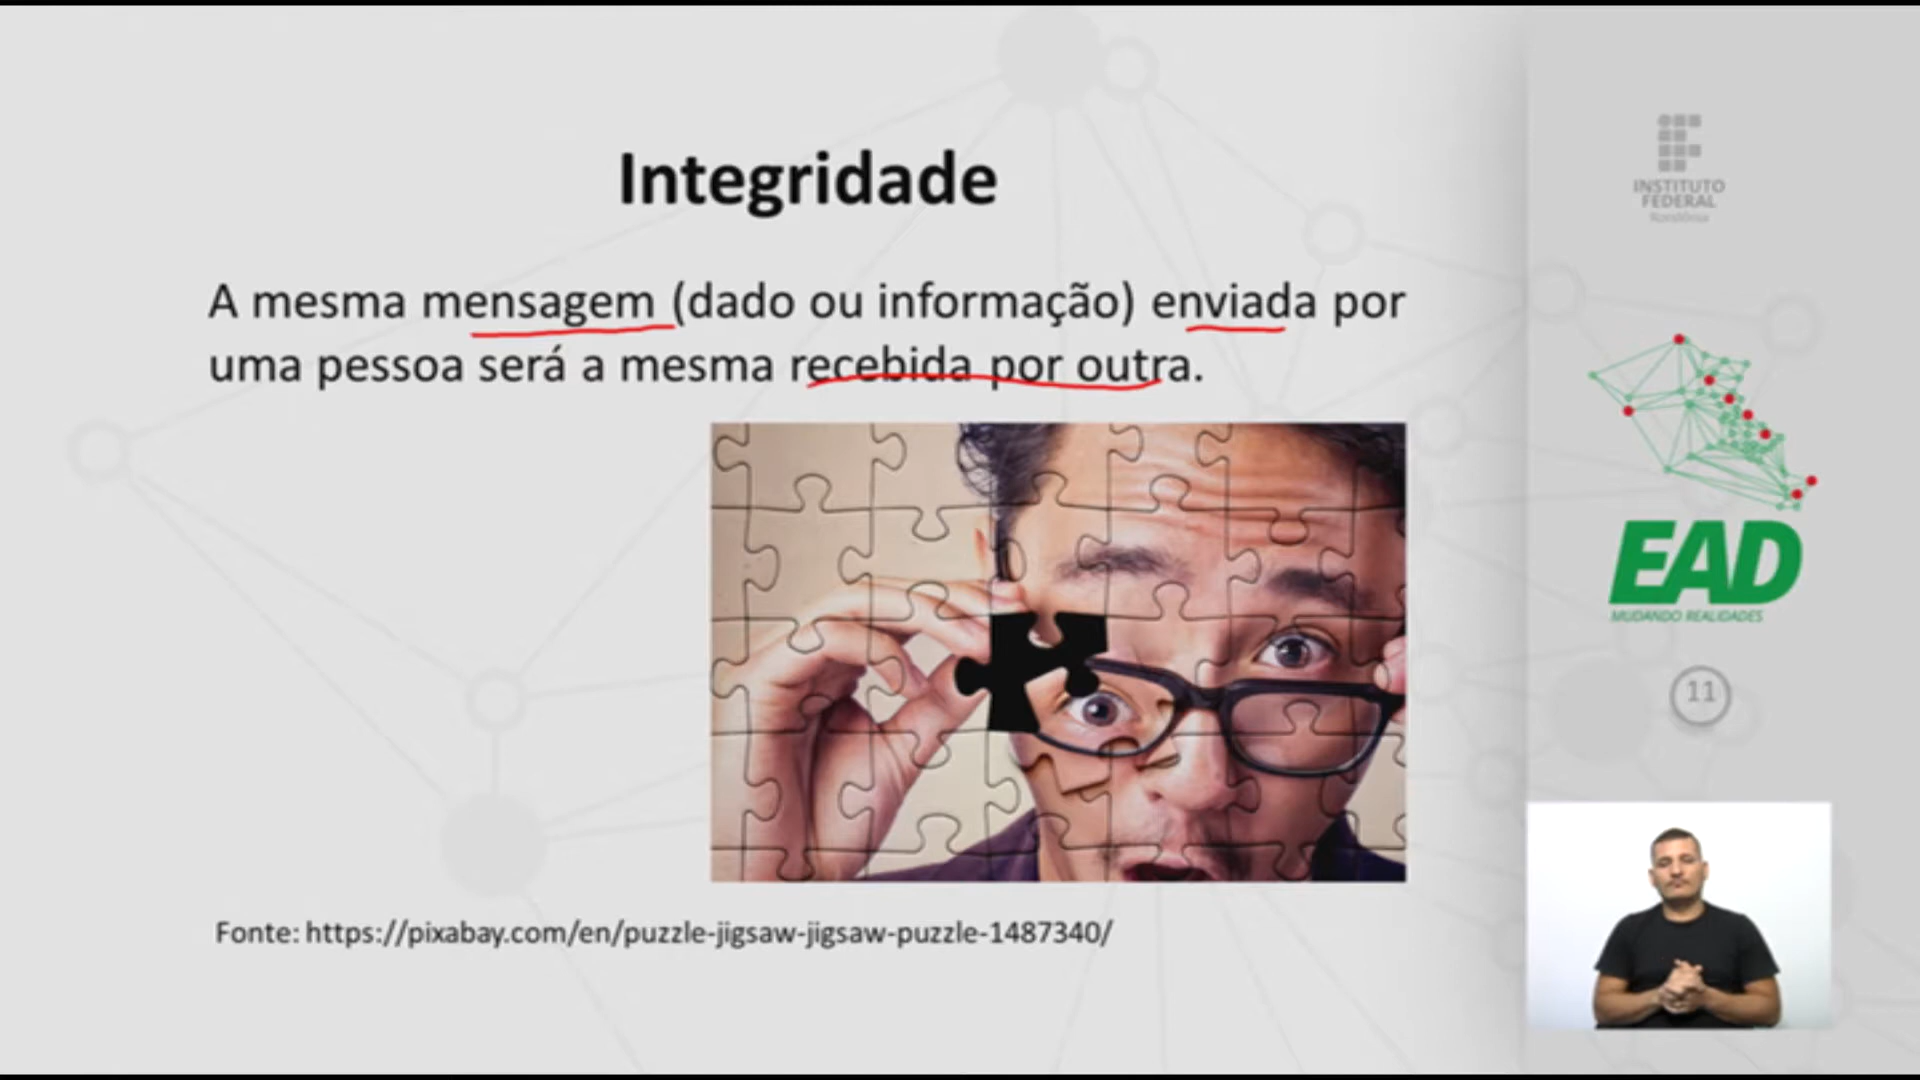 Integridade
A mesma mensagem (dado ou informação) enviada por
uma pessoa será a mesma recebida por outra.
Fonte: https://pixabay.com/en/puzzle-jigsaw-jigsaw-puzzle-1487340/
INSTITUTO
FEDERAL
Rondônia
EAD
MUDANDO REALIDADES
11